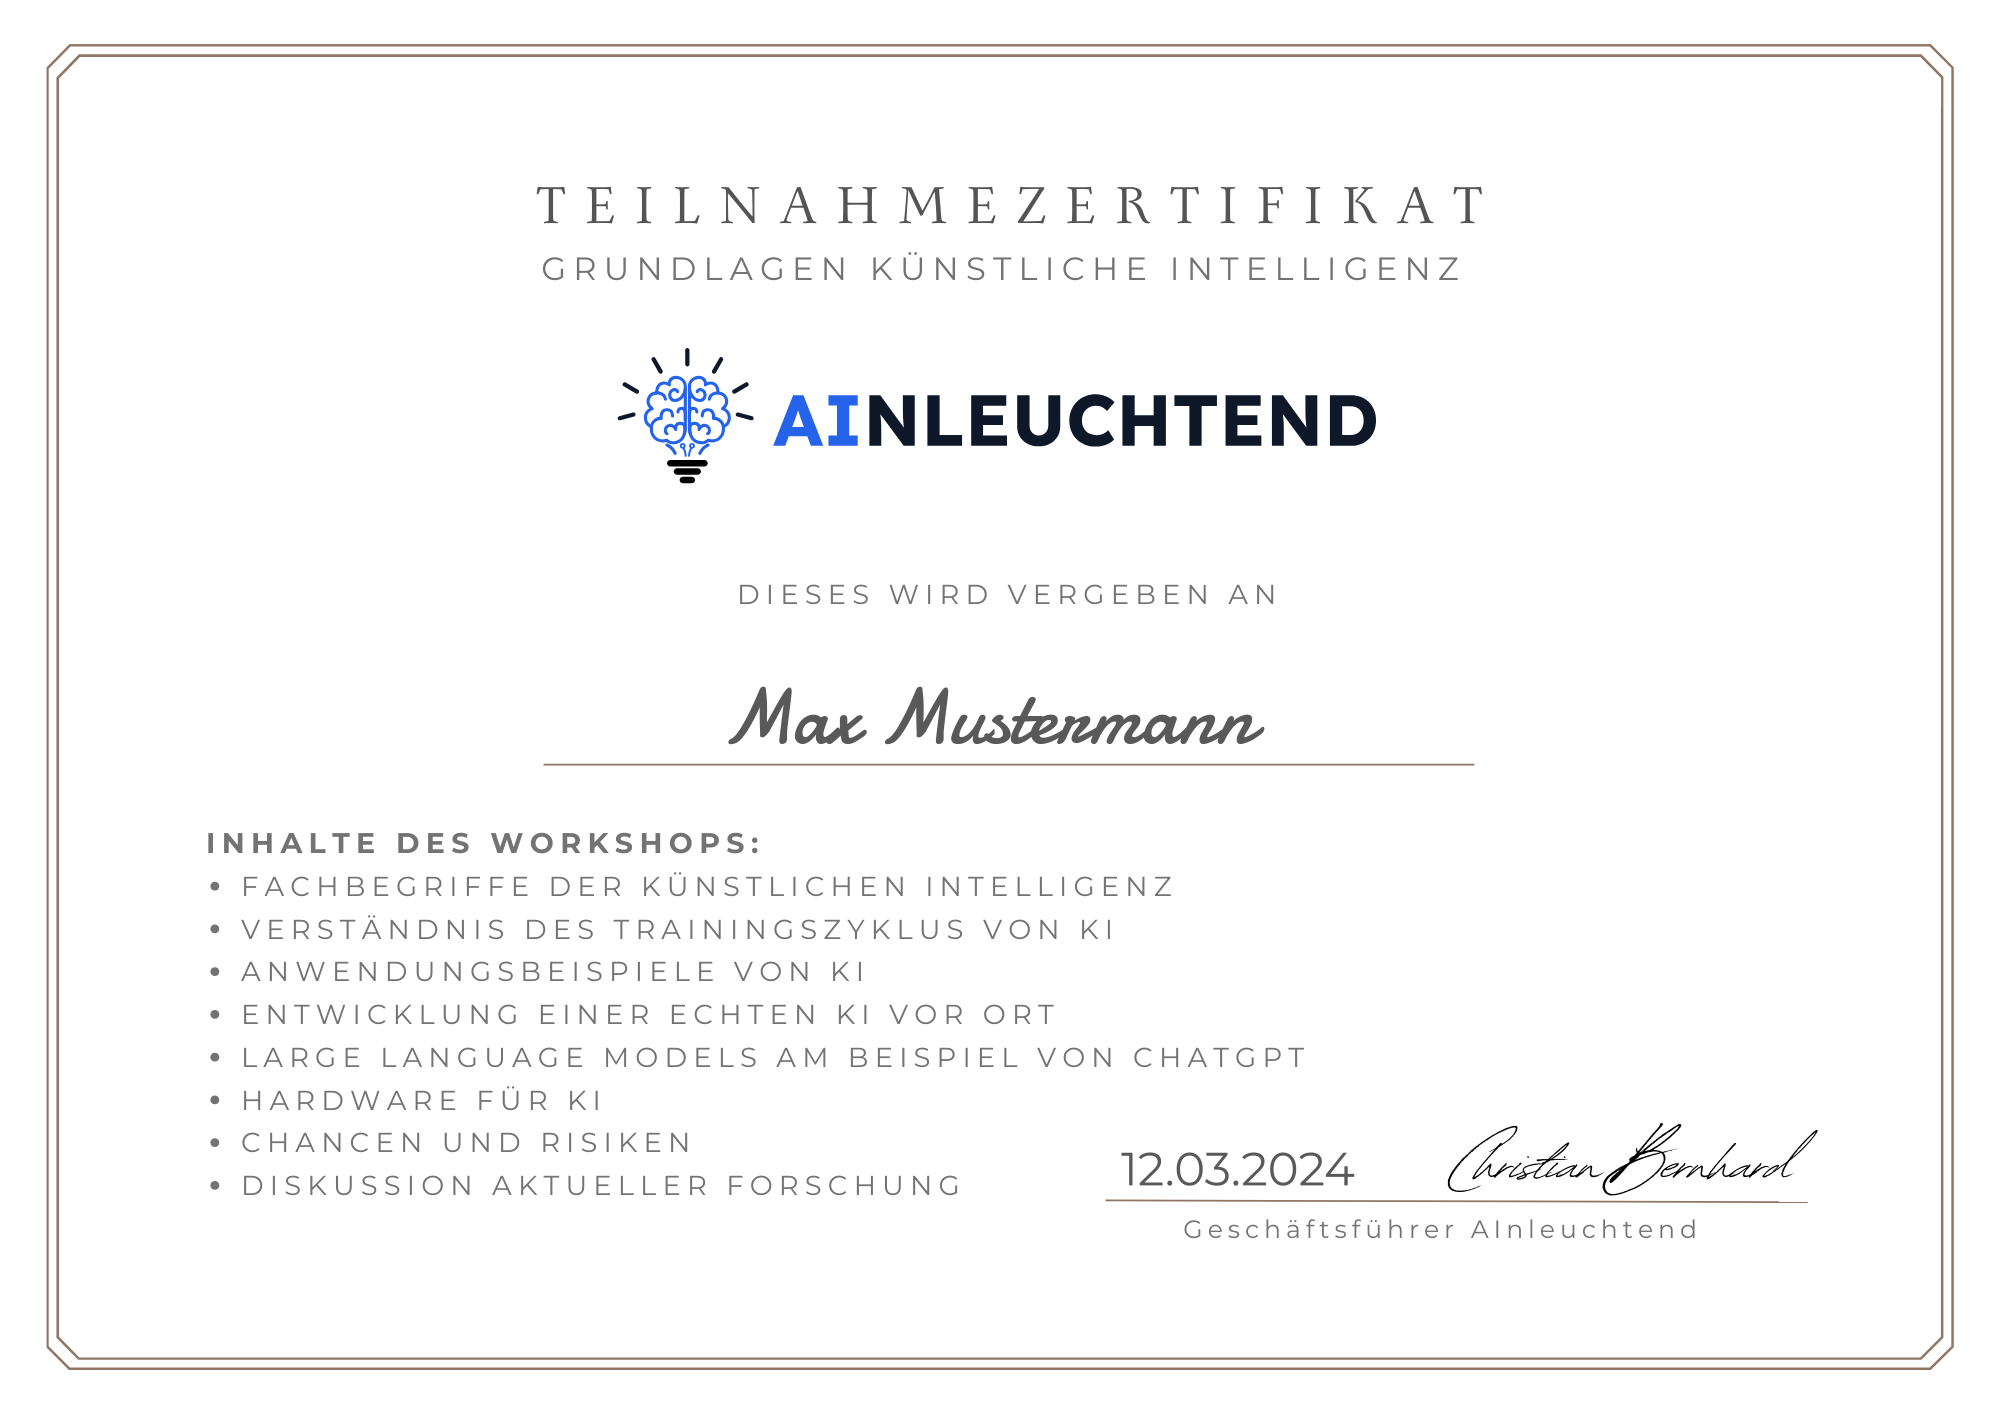 TEILNAHMEZERTIFIKAT
GRUNDLAGEN KÜNSTLICHE INTELLIGENZ
AINLEUCHTEND
DIESES WIRD VERGEBEN AN
Max Mustermann
INHALTE DES WORKSHOPS:
• FACHBEGRIFFE DER KÜNSTLICHEN INTELLIGENZ
• VERSTÄNDNIS DES TRAININGSZYKLUS VON KI
• ANWENDUNGSBEISPIELE VON KI
• ENTWICKLUNG EINER ECHTEN KI VOR ORT
• LARGE LANGUAGE MODELS AM BEISPIEL VON CHATGPT
• HARDWARE FÜR KI
• CHANCEN UND RISIKEN
• DISKUSSION AKTUELLER FORSCHUNG
12.03.2024 Christian Bernhard
Geschäftsführer AInleuchtend